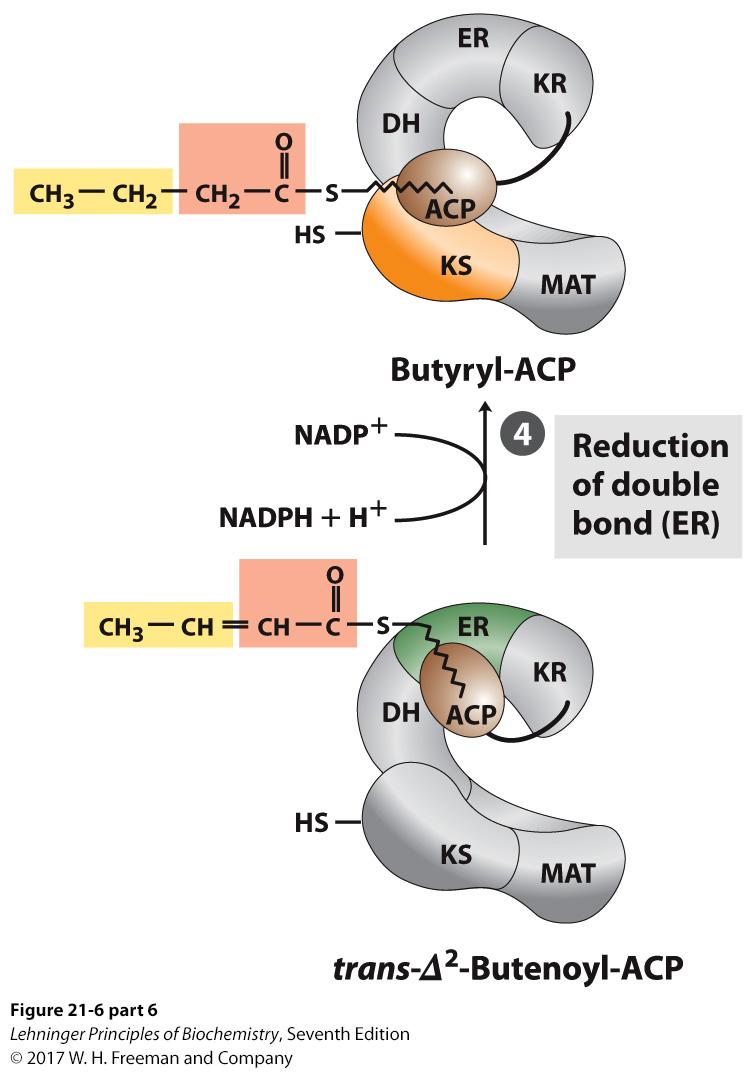 ER
KR
DH
O
CH₃—CH₂—CH₂—C—S
ACP
HS—
KS
MAT
Butyryl-ACP
NADP⁺
4
Reduction
of double
bond (ER)
NADPH + H⁺
O
CH₃—CH=CH—C—S
ER
KR
DH
ACP
HS—
KS
MAT
trans-Δ²-Butenoyl-ACP
Figure 21-6 part 6
Lehninger Principles of Biochemistry, Seventh Edition
© 2017 W. H. Freeman and Company